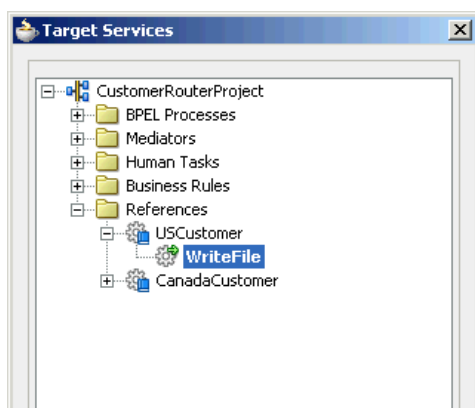 Target Services
CustomerRouterProject
BPEL Processes
Mediators
Human Tasks
Business Rules
References
USCustomer
WriteFile
CanadaCustomer